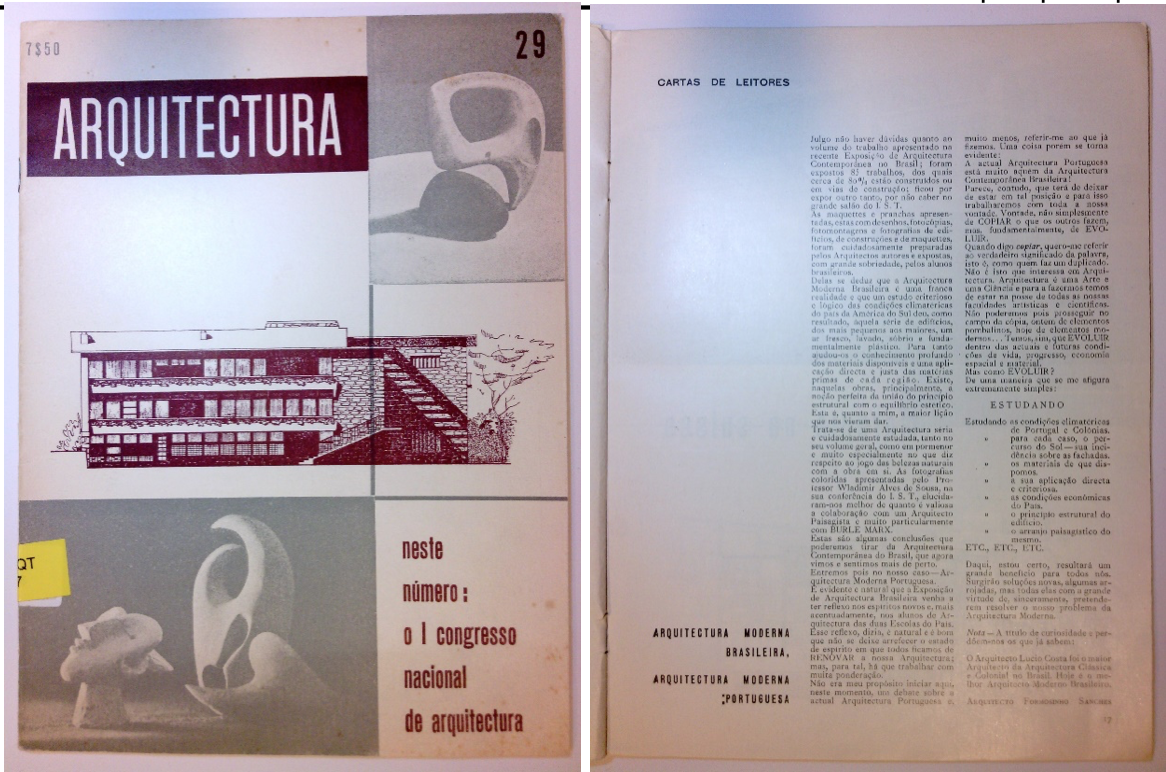 7$50
29
ARQUITECTURA
QT
7
neste
número:
o I congresso
nacional
de arquitectura
CARTAS DE LEITORES
Julgo não haver dúvidas quanto ao
volume do trabalho apresentado na
recente Exposição de Arquitectura
Contemporânea no Brasil; foram
expostos 83 trabalhos, dos quais
cerca de 80% estão construídos ou
em vias de construção; ficou por
expor outro tanto, por não caber no
grande salão do I. S. T.
As maquettes e pranchas apresen-
tadas, estas com desenhos, fotocópias,
fotomontagens e fotografias de edi-
fícios, de construções e de maquettes,
foram cuidadosamente preparadas
pelos Arquitectos autores e expostas,
com grande sobriedade, pelos alunos
brasileiros.
Delas se deduz que a Arquitectura
Moderna Brasileira é uma franca
realidade e que um estudo criterioso
e lógico das condições climatéricas
do país da América do Sul deu, como
resultado, aquela série de edifícios,
dos mais pequenos aos maiores, um
ar fresco, lavado, sóbrio e funda-
mentalmente plástico. Para tanto
ajudou-os o conhecimento profundo
dos materiais disponíveis e uma apli-
cação directa e justa das matérias
primas de cada região. Existe,
naquelas obras, principalmente, a
noção perfeita da união do princípio
estrutural com o equilíbrio estético.
Esta é, quanto a mim, a maior lição
que nos vieram dar.
Trata-se de uma Arquitectura séria
e cuidadosamente estudada, tanto no
seu volume geral, como em pormenor
e muito especialmente no que diz
respeito ao jogo das belezas naturais
com a obra em si. As fotografias
coloridas apresentadas pelo Pro-
fessor Wladimir Alves de Sousa, na
sua conferência do I. S. T., elucida-
ram-nos melhor de quanto é valiosa
a colaboração com um Arquitecto
Paisagista e muito particularmente
com BURLE MARX.
Estas são algumas conclusões que
poderemos tirar da Arquitectura
Contemporânea do Brasil, que agora
vimos e sentimos mais de perto.
Entremos pois no nosso caso—Ar-
quitectura Moderna Portuguesa.
É evidente e natural que a Exposição
de Arquitectura Brasileira venha a
ter reflexo nos espíritos novos e, mais
acentuadamente, nos alunos de Ar-
quitectura das duas Escolas do País.
Esse reflexo, dizia, é natural e é bom
que não se deixe arrefecer o estado
de espírito em que todos ficamos de
RENOVAR a nossa Arquitectura;
mas, para tal, há que trabalhar com
muita ponderação.
Não era meu propósito iniciar aqui,
neste momento, um debate sobre a
actual Arquitectura Portuguesa e,
muito menos, referir-me ao que já
fizemos. Uma coisa porém se torna
evidente:
A actual Arquitectura Portuguesa
está muito aquém da Arquitectura
Contemporânea Brasileira!
Parece, contudo, que terá de deixar
de estar em tal posição e para isso
trabalharemos com toda a nossa
vontade. Vontade, não simplesmente
de COPIAR o que os outros fazem,
mas, fundamentalmente, de EVO-
LUIR.
Quando digo copiar, quero-me referir
ao verdadeiro significado da palavra,
isto é, como quem faz um duplicado.
Não é isto que interessa em Arqui-
tectura. Arquitectura é uma Arte e
uma Ciência e para a fazermos temos
de estar na posse de todas as nossas
faculdades artísticas e científicas.
Não poderemos pois prosseguir no
campo da cópia, ontem de elementos
pombalinos, hoje de elementos mo-
dernos... Temos, sim, que EVOLUIR
dentro das actuais e futuras condi-
ções de vida, progresso, economia
espacial e material.
Mas como EVOLUIR?
De uma maneira que se me afigura
extremamente simples:
ESTUDANDO
Estudando as condições climatéricas
de Portugal e Colónias,
» para cada caso, o per-
curso do Sol—sua inci-
dência sobre as fachadas.
» os materiais de que dis-
pomos.
» a sua aplicação directa
e criteriosa.
» as condições económicas
do País.
» o princípio estrutural do
edifício.
» o arranjo paisagístico do
mesmo.
ETC., ETC., ETC.
Daqui, estou certo, resultará um
grande benefício para todos nós.
Surgirão soluções novas, algumas ar-
rojadas, mas todas elas com a grande
virtude de, sinceramente, pretende-
rem resolver o nosso problema da
Arquitectura Moderna.
Nota — A título de curiosidade e per-
dôem-nos os que já sabem:
O Arquitecto Lucio Costa foi o maior
Arquitecto da Arquitectura Clássica
e Colonial no Brasil. Hoje é o me-
lhor Arquitecto Moderno Brasileiro.
ARQUITECTO FERNANDINO SANCHES
ARQUITECTURA MODERNA
BRASILEIRA,
ARQUITECTURA MODERNA
PORTUGUESA